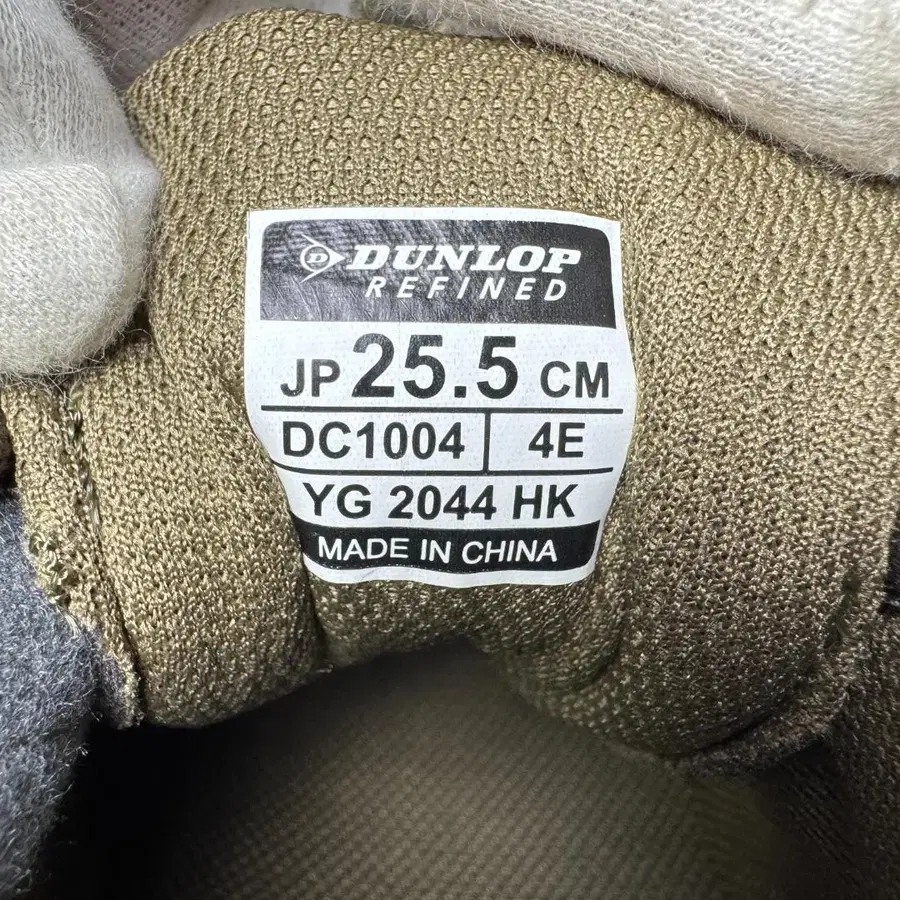 D DUNLOP
REFINED
JP 25.5 CM
DC1004 4E
YG 2044 HK
MADE IN CHINA